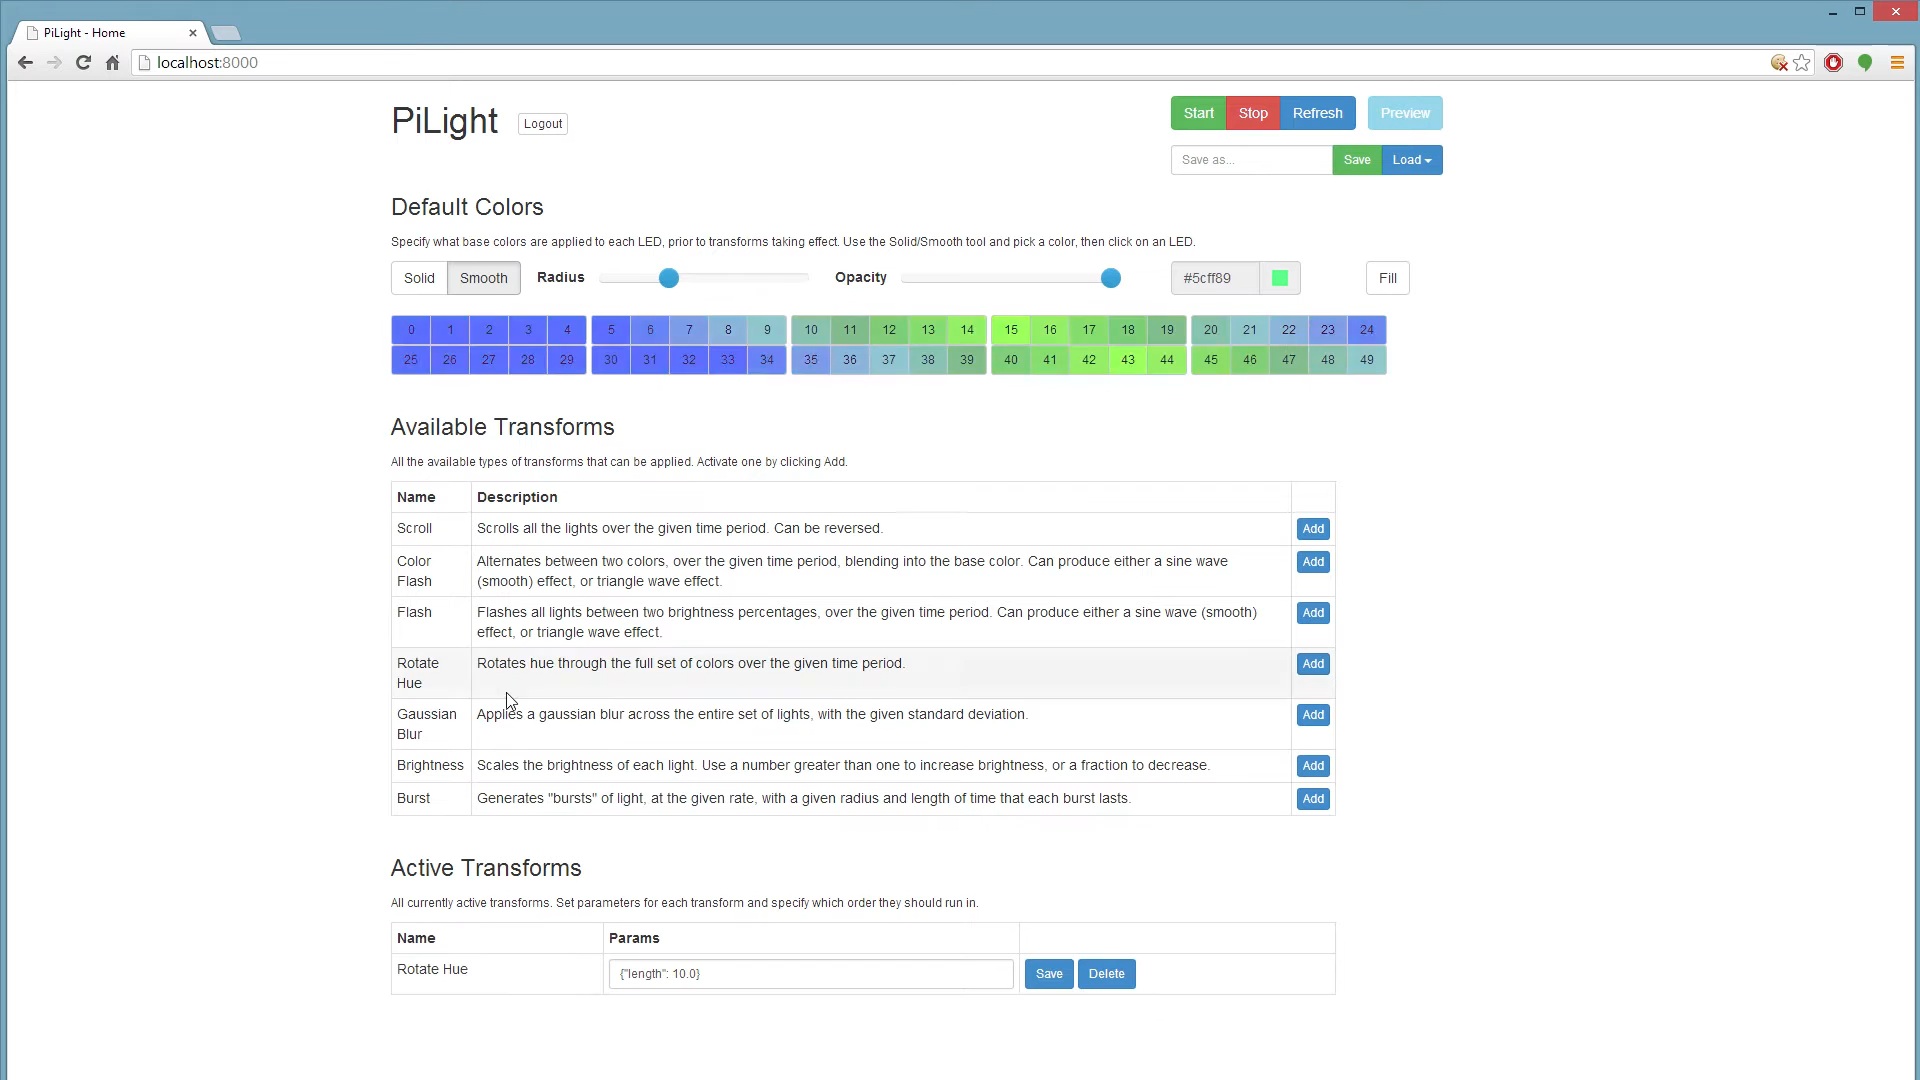 PiLight - Home
localhost:8000
PiLight Logout
Start Stop Refresh Preview
Save as... Save Load
Default Colors
Specify what base colors are applied to each LED, prior to transforms taking effect. Use the Solid/Smooth tool and pick a color, then click on an LED.
Solid Smooth Radius Opacity #5cff89 Fill
0 1 2 3 4 5 6 7 8 9 10 11 12 13 14 15 16 17 18 19 20 21 22 23 24
25 26 27 28 29 30 31 32 33 34 35 36 37 38 39 40 41 42 43 44 45 46 47 48 49
Available Transforms
All the available types of transforms that can be applied. Activate one by clicking Add.
Name Description
Scroll Scrolls all the lights over the given time period. Can be reversed. Add
Color Alternates between two colors, over the given time period, blending into the base color. Can produce either a sine wave Add
Flash (smooth) effect, or triangle wave effect.
Flash Flashes all lights between two brightness percentages, over the given time period. Can produce either a sine wave (smooth) Add
effect, or triangle wave effect.
Rotate Rotates hue through the full set of colors over the given time period. Add
Hue
Gaussian Applies a gaussian blur across the entire set of lights, with the given standard deviation. Add
Blur
Brightness Scales the brightness of each light. Use a number greater than one to increase brightness, or a fraction to decrease. Add
Burst Generates "bursts" of light, at the given rate, with a given radius and length of time that each burst lasts. Add
Active Transforms
All currently active transforms. Set parameters for each transform and specify which order they should run in.
Name Params
Rotate Hue {"length": 10.0} Save Delete